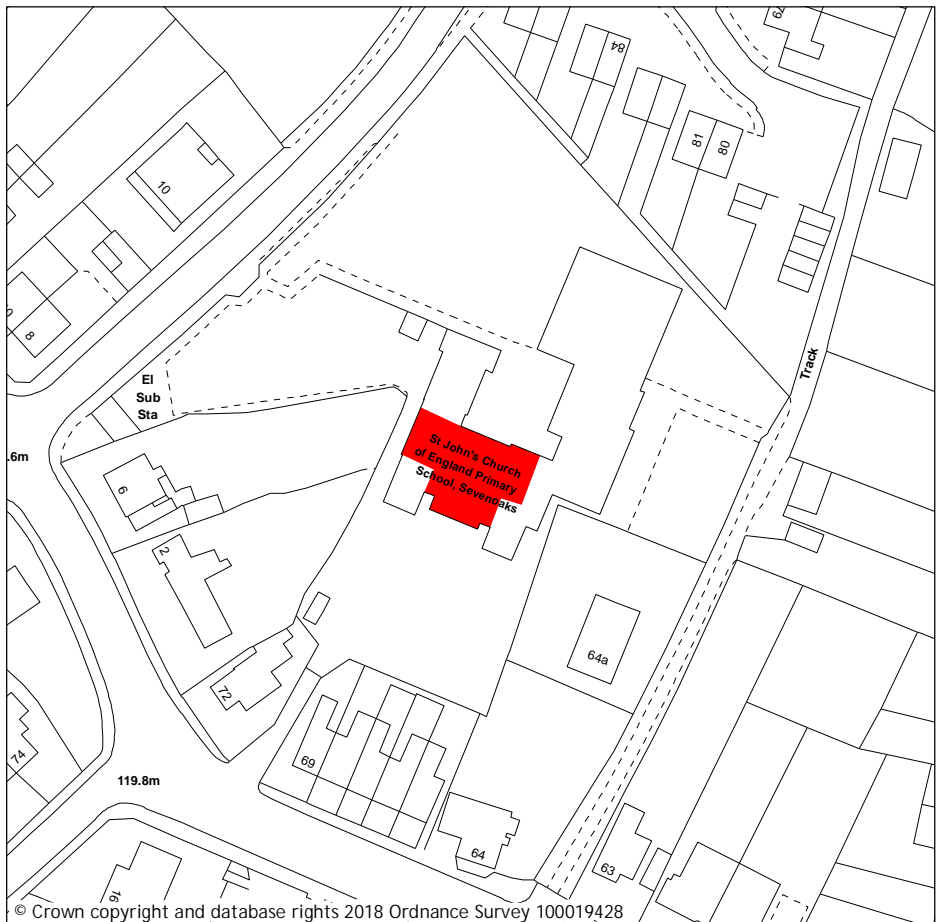 79
84
81
80
10
8
El
Sub
Sta
Track
.6m
St John's Church
of England Primary
School, Sevenoaks
6
2
64a
72
69
74
119.8m
64
63
16
© Crown copyright and database rights 2018 Ordnance Survey 100019428